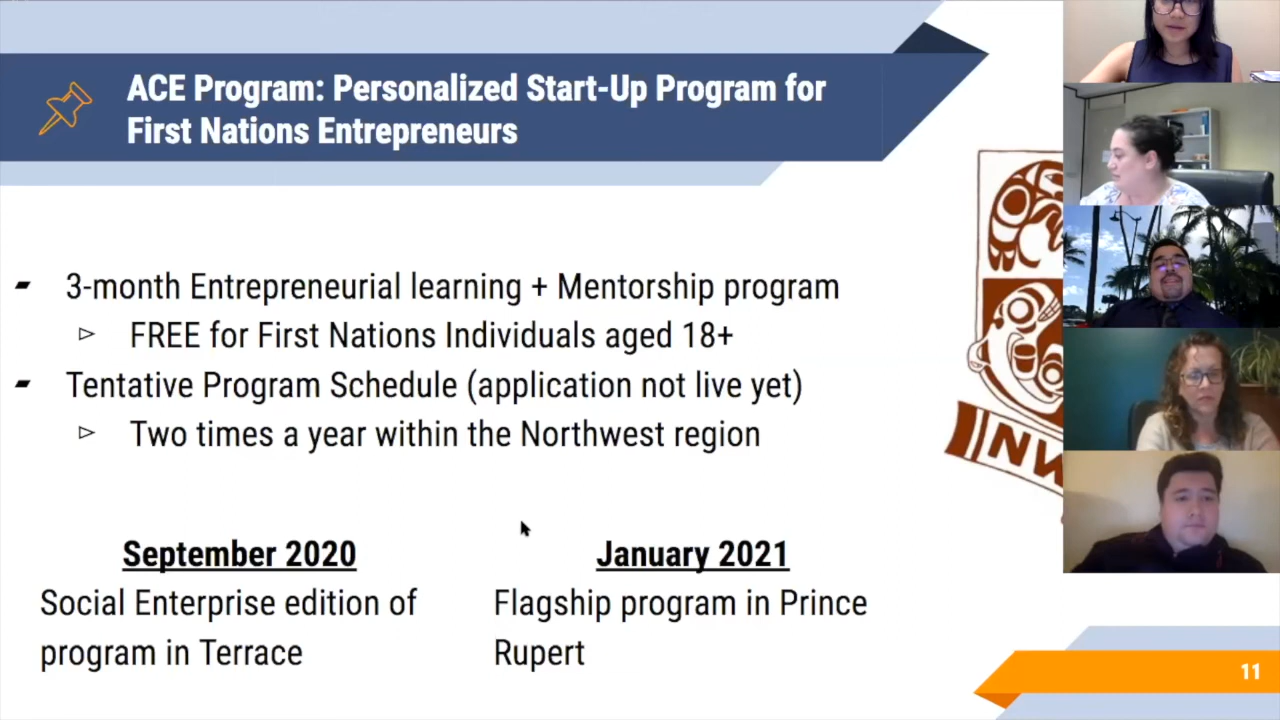 ACE Program: Personalized Start-Up Program for
First Nations Entrepreneurs
3-month Entrepreneurial learning + Mentorship program
FREE for First Nations Individuals aged 18+
Tentative Program Schedule (application not live yet)
Two times a year within the Northwest region
September 2020
Social Enterprise edition of
program in Terrace
January 2021
Flagship program in Prince
Rupert
11